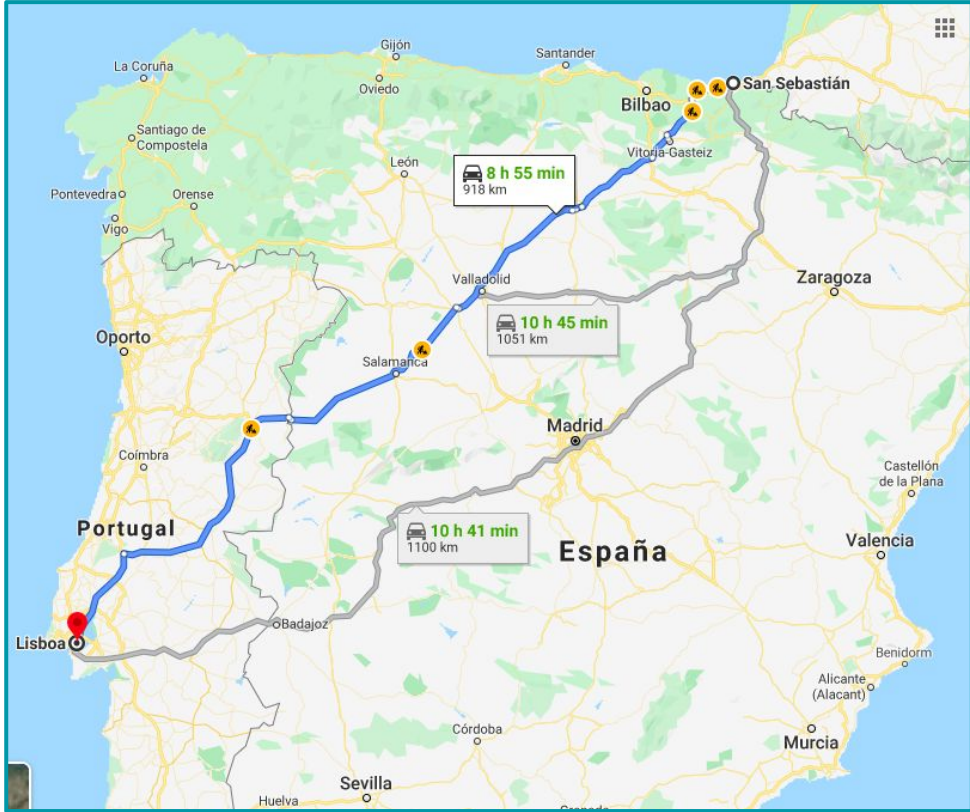 Gijón
La Coruña
Oviedo
Santander
San Sebastián
Bilbao
Santiago de
Compostela
León
Vitoria-Gasteiz
8 h 55 min
918 km
Pontevedra
Orense
Vigo
Valladolid
Zaragoza
10 h 45 min
1051 km
Oporto
Salamanca
Madrid
Coímbra
Castellón
de la Plana
Portugal
10 h 41 min
1100 km
España
Valencia
Lisboa
Badajoz
Benidorm
Alicante
(Alacant)
Córdoba
Murcia
Sevilla
Huelva